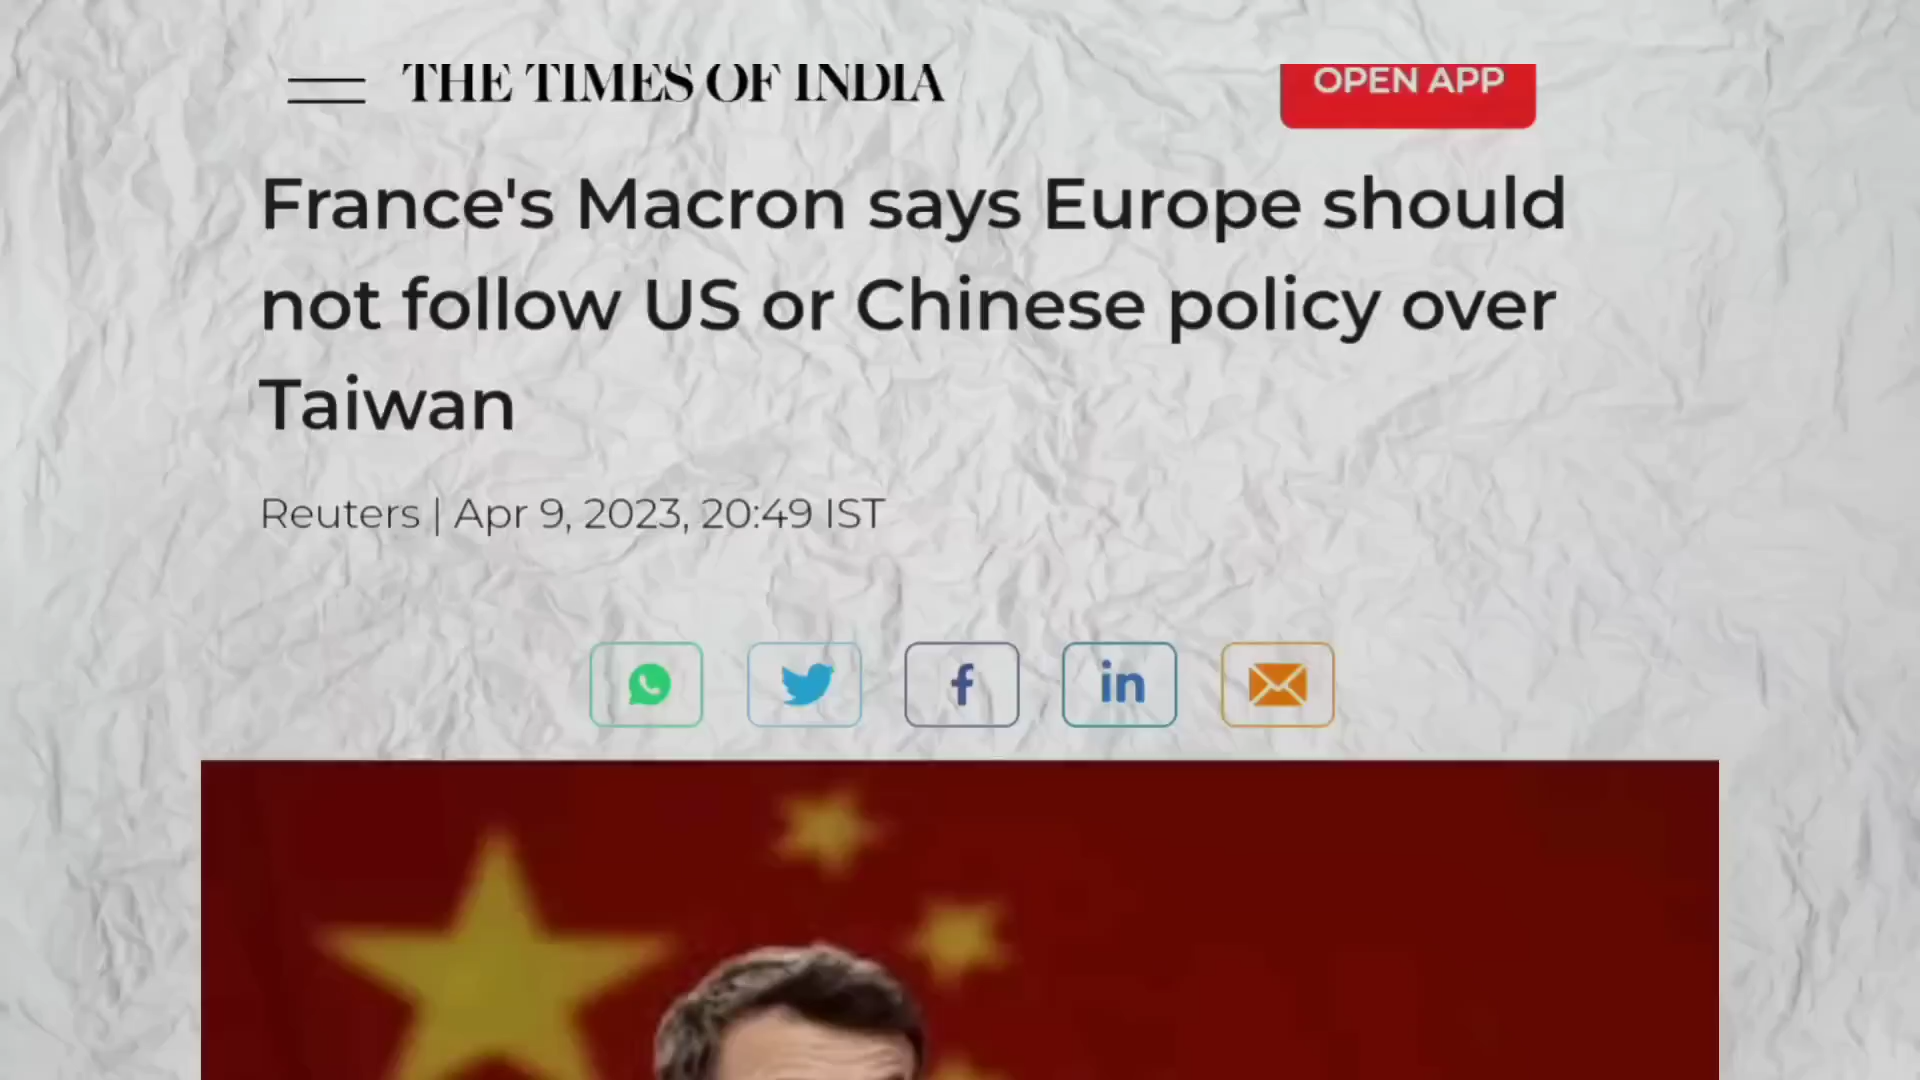 THE TIMES OF INDIA
OPEN APP
France's Macron says Europe should
not follow US or Chinese policy over
Taiwan
Reuters | Apr 9, 2023, 20:49 IST
f
in